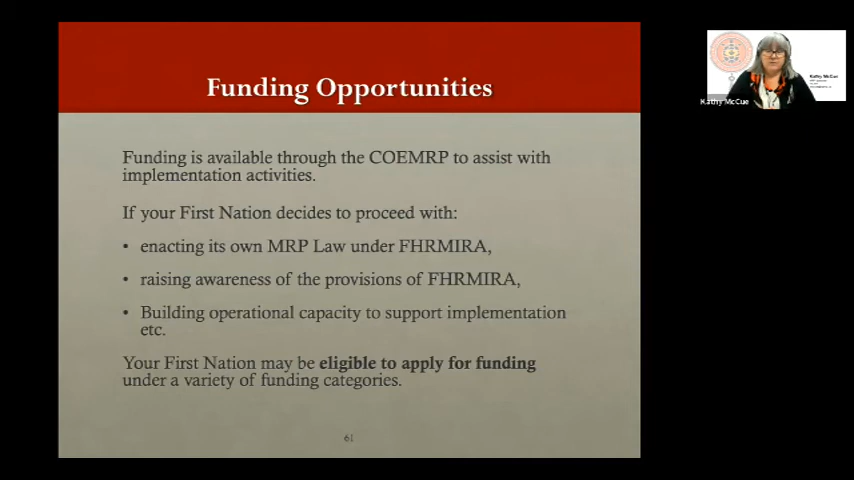 Funding Opportunities
Funding is available through the COEMRP to assist with
implementation activities.
If your First Nation decides to proceed with:
• enacting its own MRP Law under FHRMIRA,
• raising awareness of the provisions of FHRMIRA,
• Building operational capacity to support implementation
etc.
Your First Nation may be eligible to apply for funding
under a variety of funding categories.
61
Kathy McCue
Kathy McCue